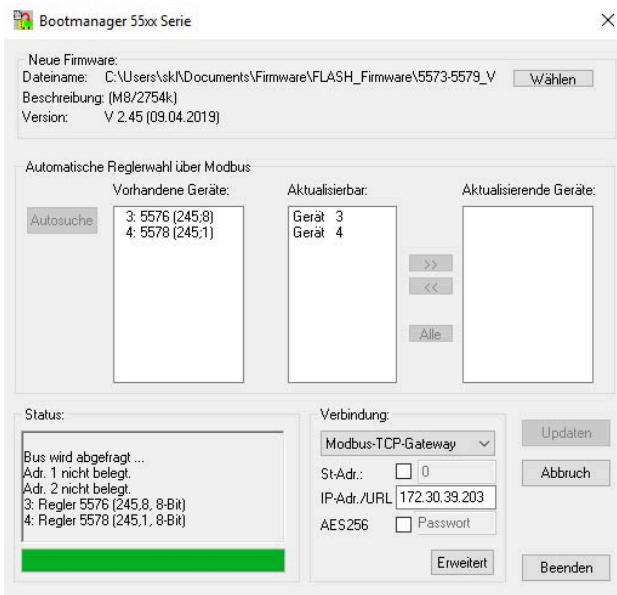 Bootmanager 55xx Serie
Neue Firmware:
Dateiname: C:\Users\skl\Documents\Firmware\FLASH_Firmware\5573-5579_V
Wählen
Beschreibung: (M8/2754k)
Version: V 2.45 (09.04.2019)
Automatische Reglerwahl über Modbus
Vorhandene Geräte:
Aktualisierbar:
Aktualisierende Geräte:
Autosuche
3: 5576 (245;8)
4: 5578 (245;1)
Gerät 3
Gerät 4
>>
<<
Alle
Status:
Bus wird abgefragt ...
Adr. 1 nicht belegt.
Adr. 2 nicht belegt.
3: Regler 5576 (245,8, 8-Bit)
4: Regler 5578 (245,1, 8-Bit)
Verbindung:
Modbus-TCP-Gateway
St-Adr.: 0
IP-Adr./URL 172.30.39.203
AES256 Passwort
Erweitert
Updaten
Abbruch
Beenden